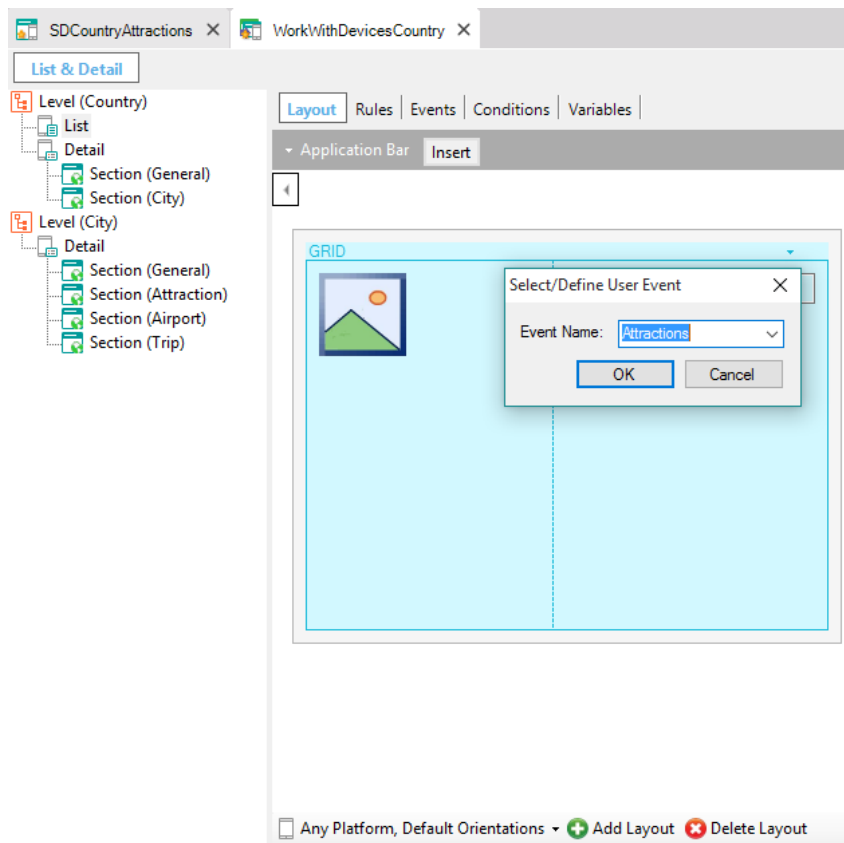 SDCountryAttractions
WorkWithDevicesCountry
List & Detail
Level (Country)
List
Detail
Section (General)
Section (City)
Level (City)
Detail
Section (General)
Section (Attraction)
Section (Airport)
Section (Trip)
Layout Rules Events Conditions Variables
Application Bar Insert
GRID
Select/Define User Event
Event Name: Attractions
OK Cancel
Any Platform, Default Orientations Add Layout Delete Layout